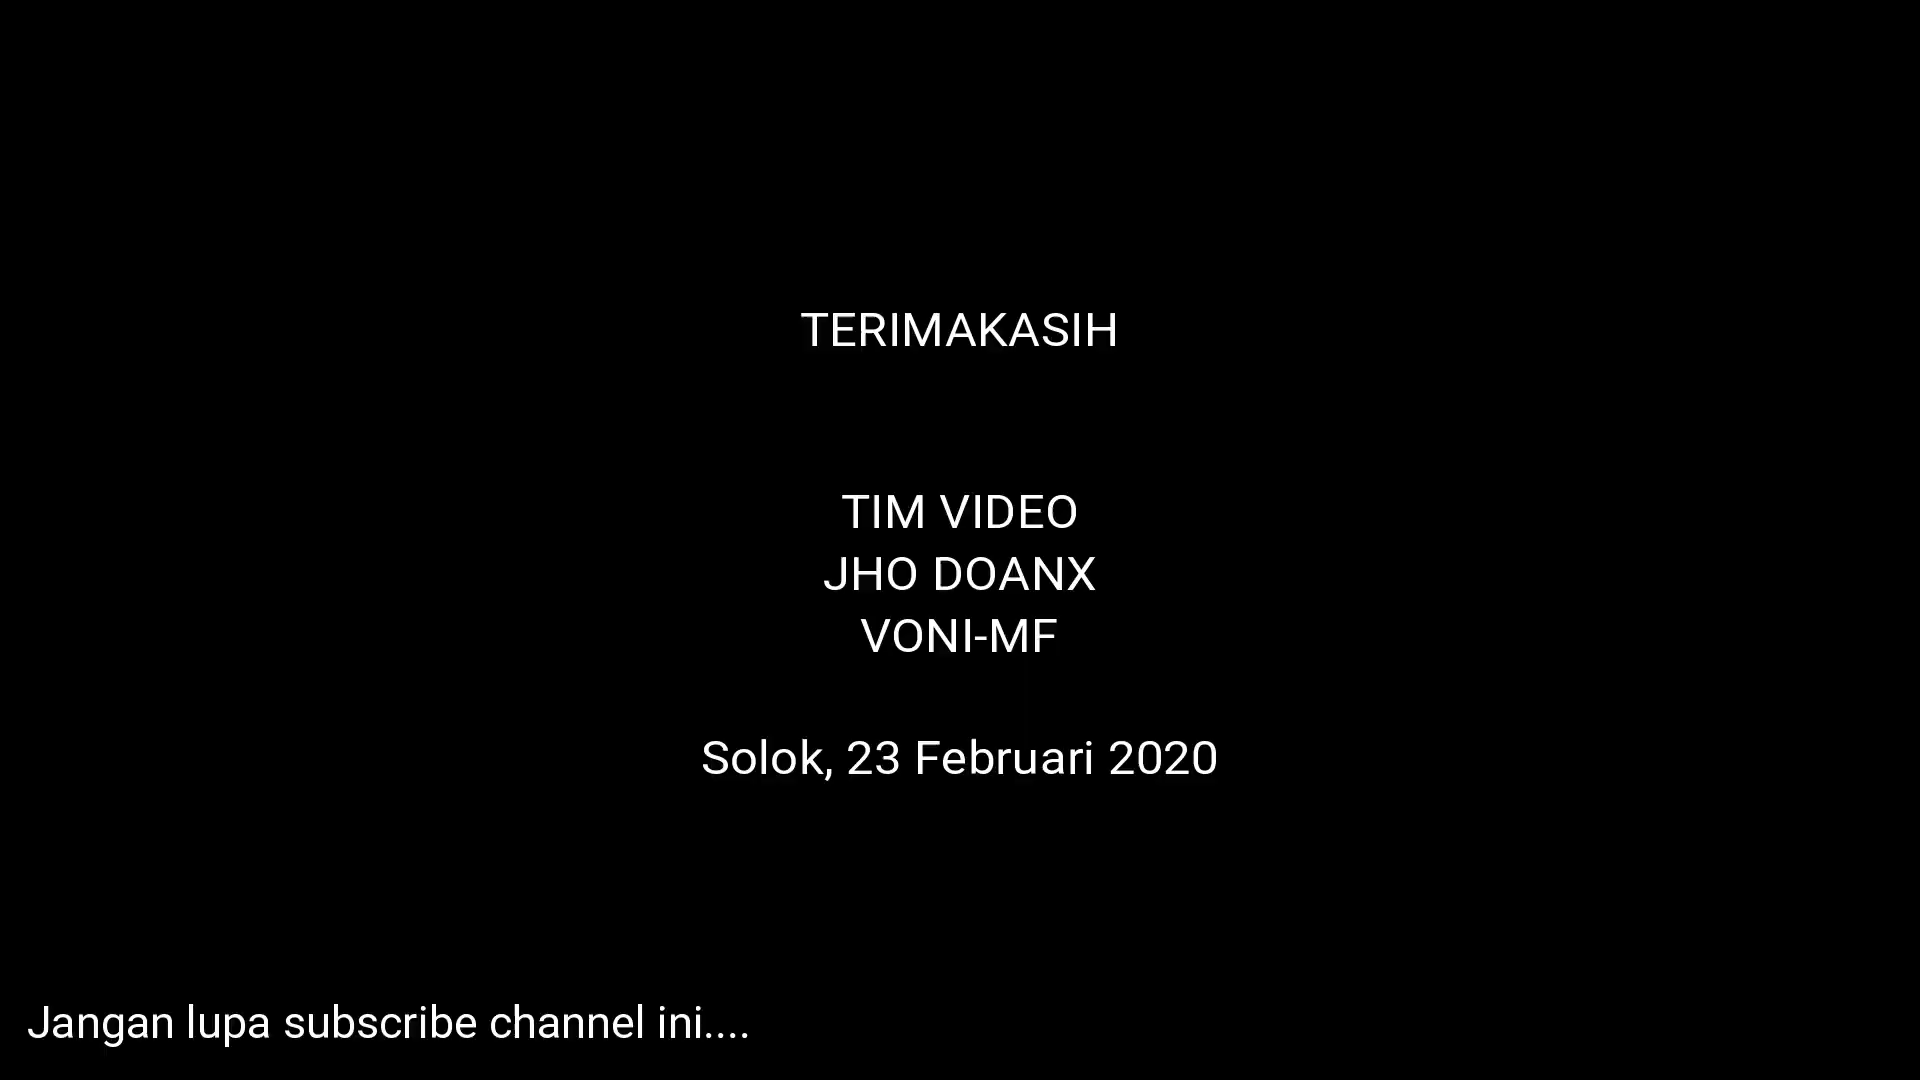 TERIMAKASIH
TIM VIDEO
JHO DOANX
VONI-MF
Solok, 23 Februari 2020
Jangan lupa subscribe channel ini....